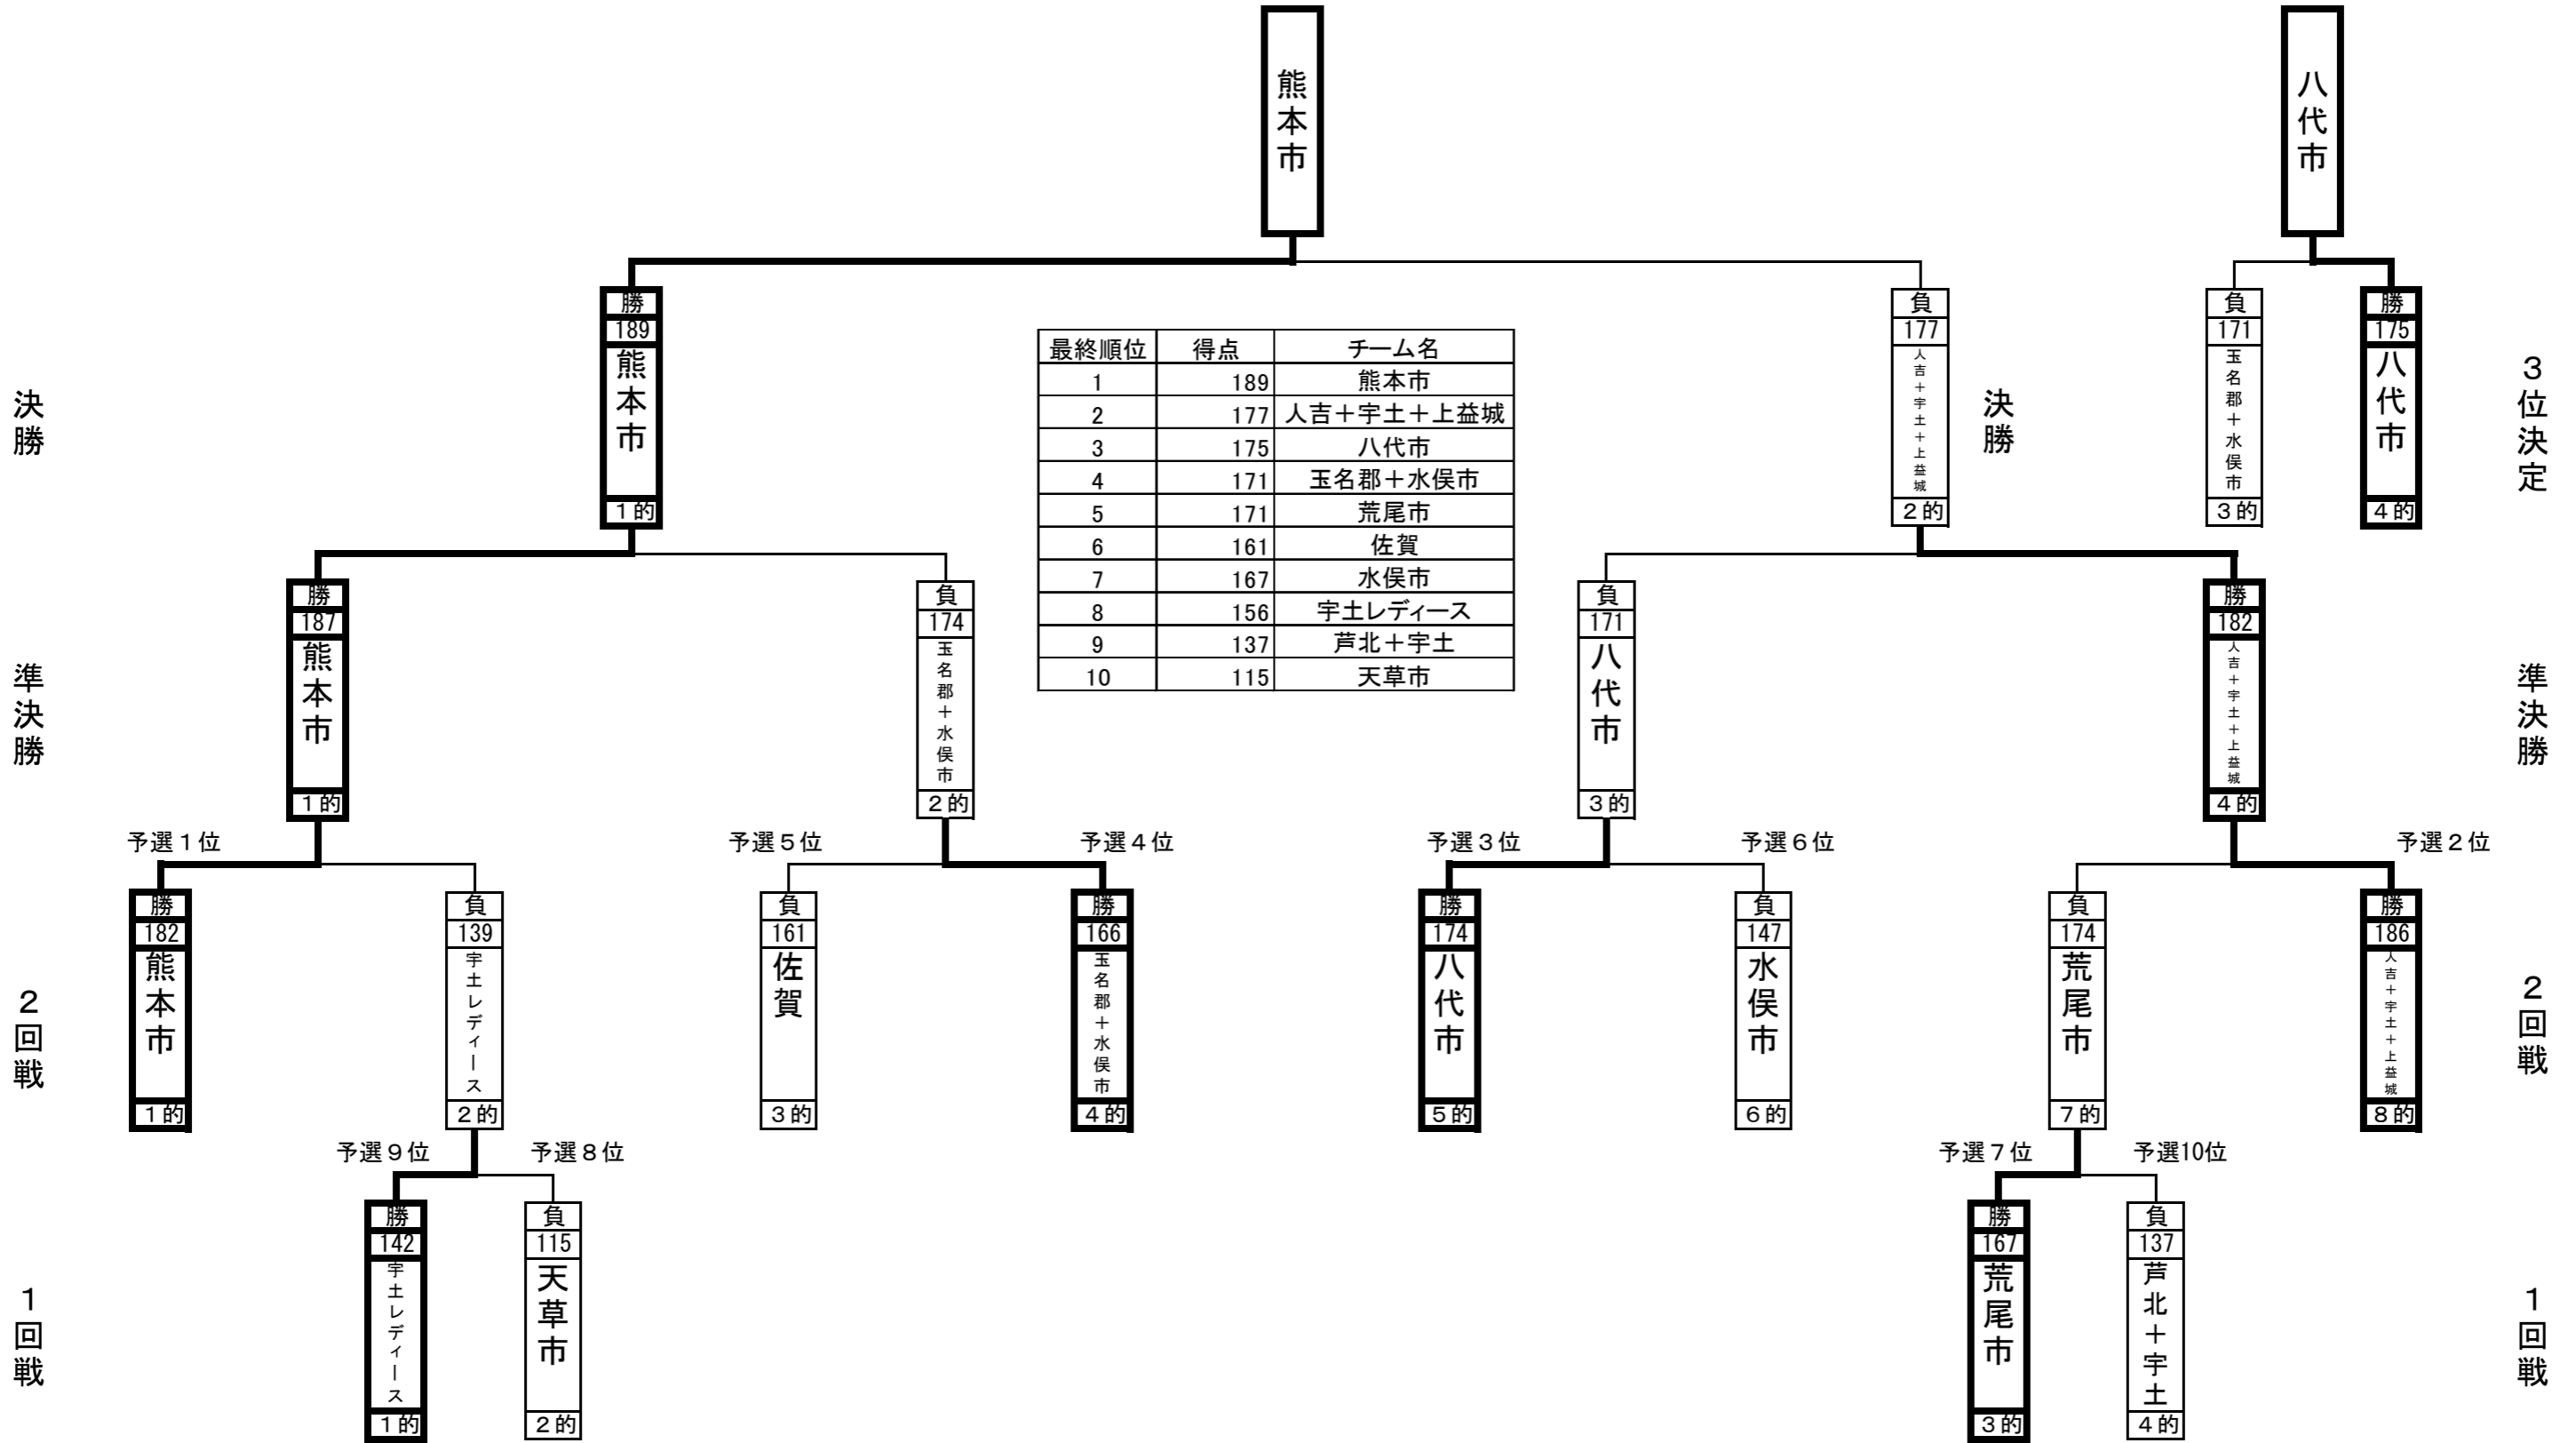 熊本市
八代市
決勝
勝
189
熊本市
1的
最終順位 得点 チーム名
1 189 熊本市
2 177 人吉＋宇土＋上益城
3 175 八代市
4 171 玉名郡＋水俣市
5 171 荒尾市
6 161 佐賀
7 167 水俣市
8 156 宇土レディース
9 137 芦北＋宇土
10 115 天草市
負
177
人吉＋宇土＋上益城
2的
決勝
負
171
玉名郡＋水俣市
3的
勝
175
八代市
4的
3位決定
準決勝
勝
187
熊本市
1的
負
174
玉名郡＋水俣市
2的
負
171
八代市
3的
勝
182
人吉＋宇土＋上益城
4的
準決勝
予選1位
予選5位
予選4位
予選3位
予選6位
予選2位
2回戦
勝
182
熊本市
1的
負
139
宇土レディース
2的
負
161
佐賀
3的
勝
166
玉名郡＋水俣市
4的
勝
174
八代市
5的
負
147
水俣市
6的
負
174
荒尾市
7的
勝
186
人吉＋宇土＋上益城
8的
2回戦
予選9位
予選8位
予選7位
予選10位
1回戦
勝
142
宇土レディース
1的
負
115
天草市
2的
勝
167
荒尾市
3的
負
137
芦北＋宇土
4的
1回戦